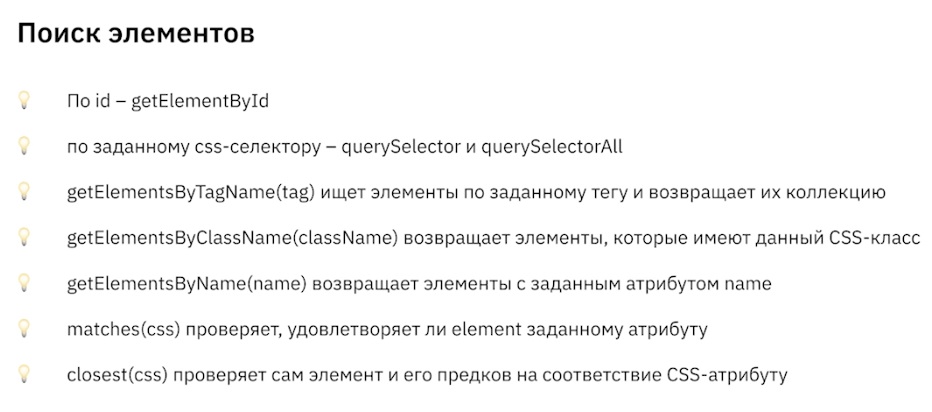 Поиск элементов
По id – getElementById
по заданному css-селектору – querySelector и querySelectorAll
getElementsByTagName(tag) ищет элементы по заданному тегу и возвращает их коллекцию
getElementsByClassName(className) возвращает элементы, которые имеют данный CSS-класс
getElementsByName(name) возвращает элементы с заданным атрибутом name
matches(css) проверяет, удовлетворяет ли element заданному атрибуту
closest(css) проверяет сам элемент и его предков на соответствие CSS-атрибуту